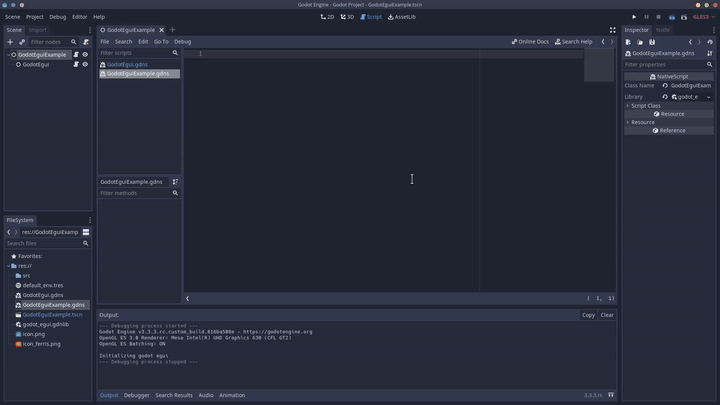 Godot Engine - Godot Project - GodotEguiExample.tscn
Scene Project Debug Editor Help
2D 3D Script AssetLib
GLES3
Scene Import
Filter nodes
GodotEguiExample
GodotEgui
GodotEguiExample
File Search Edit Go To Debug
Online Docs Search Help
Filter scripts
GodotEgui.gdns
GodotEguiExample.gdns
1
GodotEguiExample.gdns
Filter methods
( 1, 1)
Inspector Node
GodotEguiExample.gdns
Filter properties
NativeScript
Class Name GodotEguiExam
Library godot_e
Script Class
Resource
Resource
Reference
FileSystem
res://GodotEguiExamp
Search files
Favorites:
res://
src
default_env.tres
GodotEgui.gdns
GodotEguiExample.gdns
GodotEguiExample.tscn
godot_egui.gdnlib
icon.png
icon_ferris.png
Output:
Copy Clear
--- Debugging process started ---
Godot Engine v3.3.3.rc.custom_build.816ba580e - https://godotengine.org
OpenGL ES 3.0 Renderer: Mesa Intel(R) UHD Graphics 630 (CFL GT2)
OpenGL ES Batching: ON
Initializing godot egui
--- Debugging process stopped ---
Output Debugger Search Results Audio Animation
3.3.3.rc